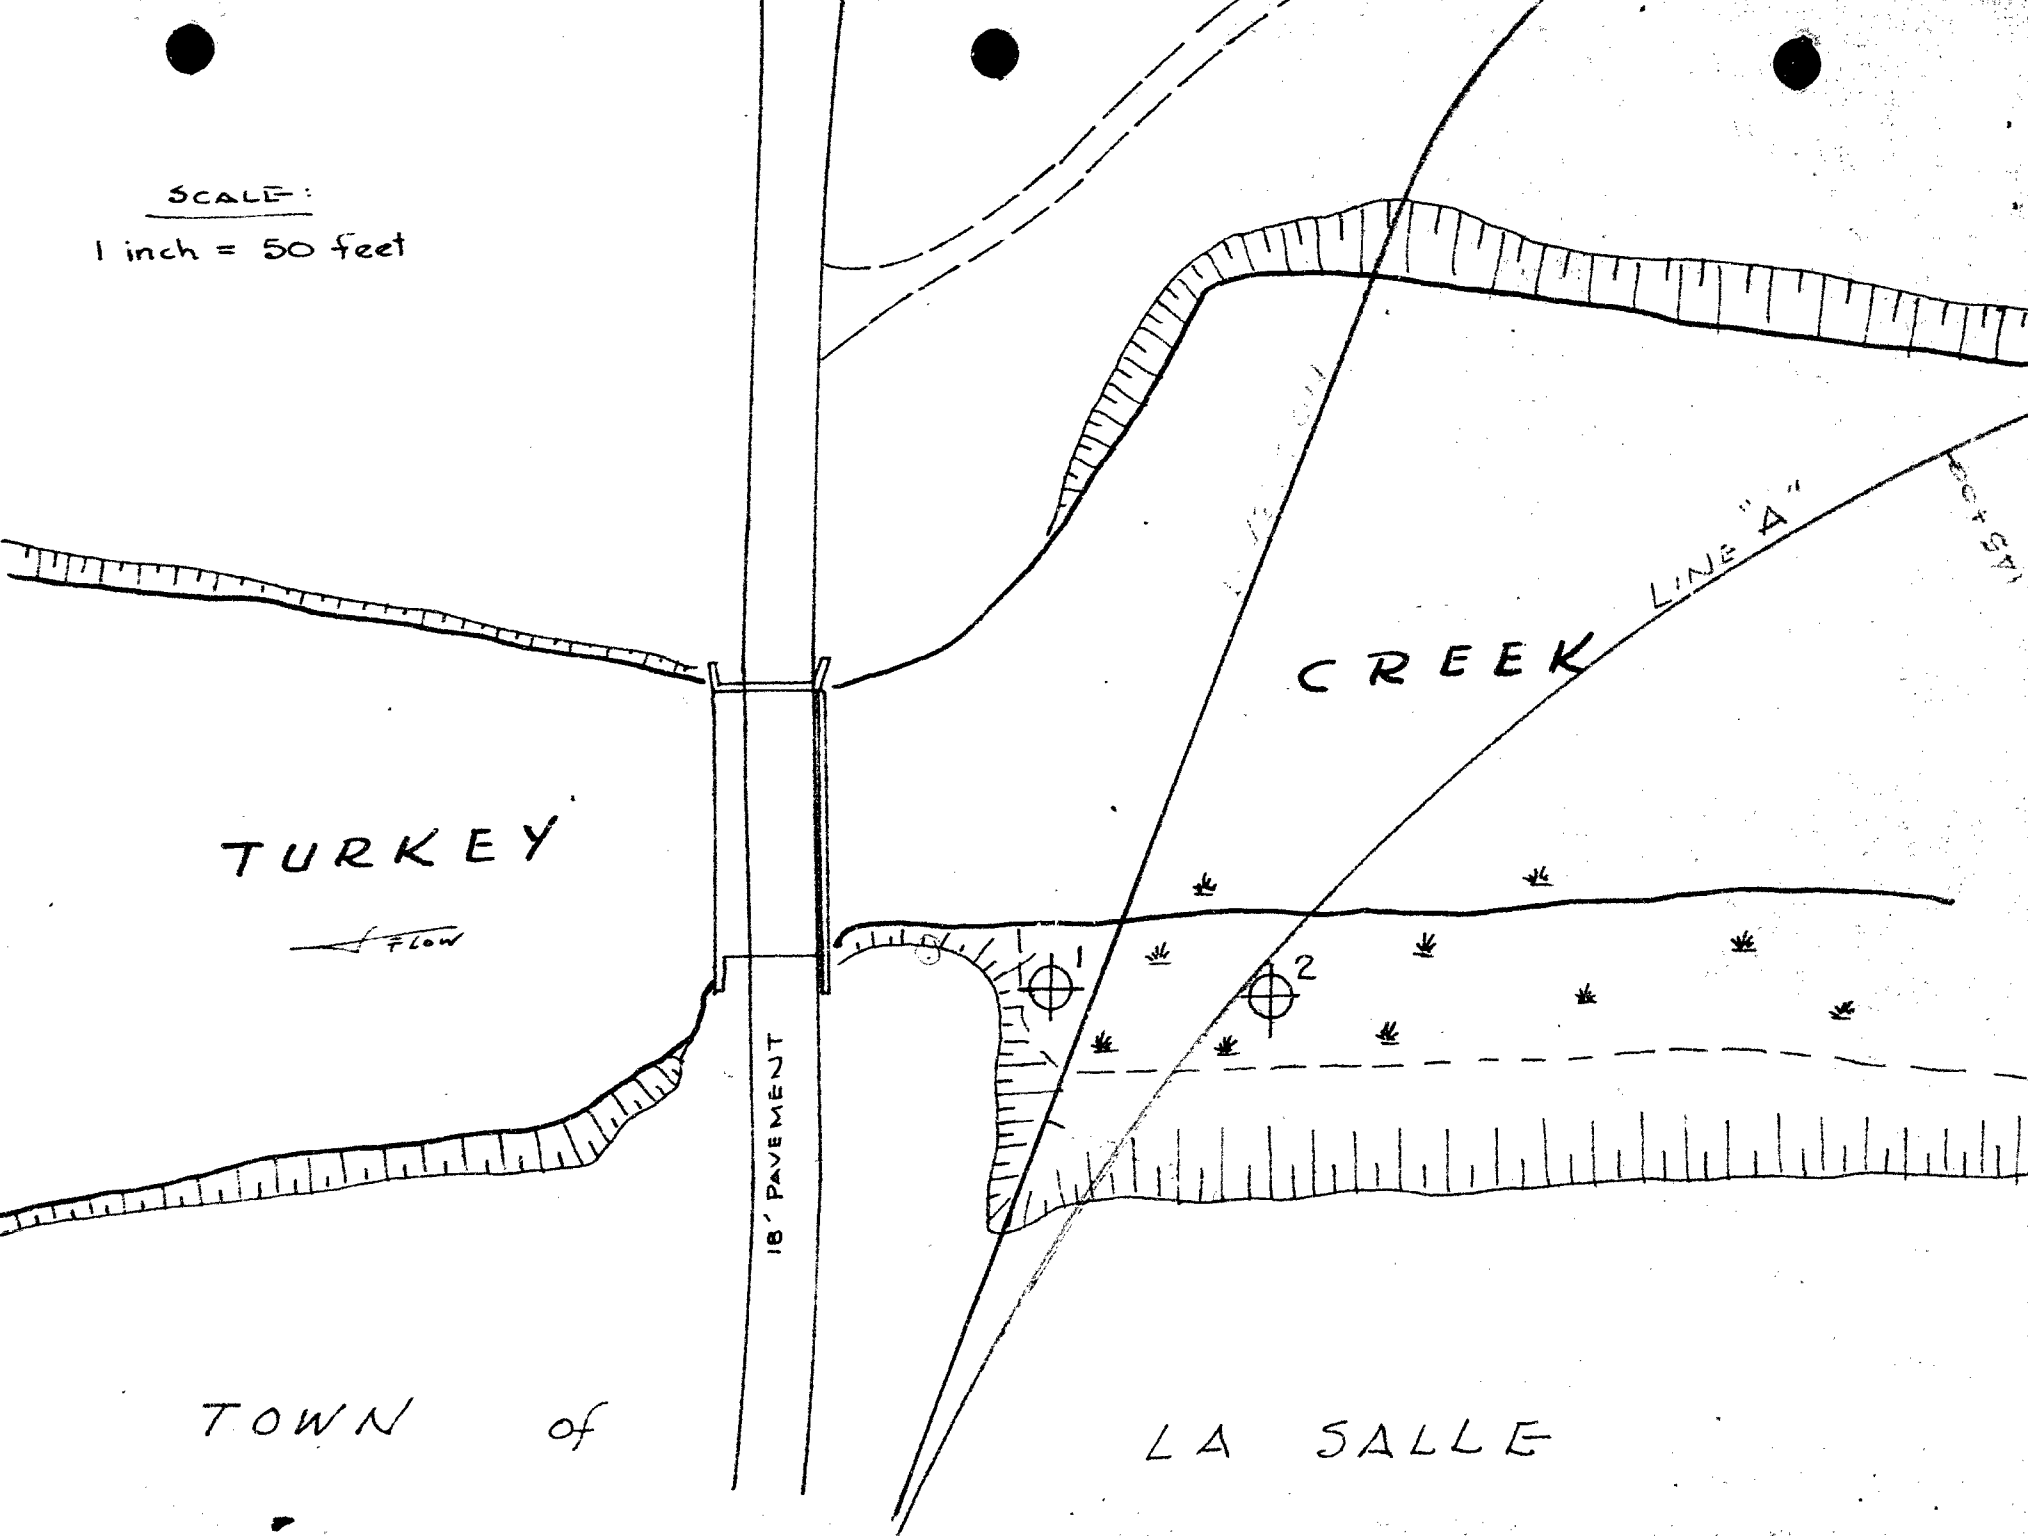 SCALE:
1 inch = 50 feet
LINE "A"
CREEK
TURKEY
FLOW
1
2
18' PAVEMENT
TOWN of LA SALLE